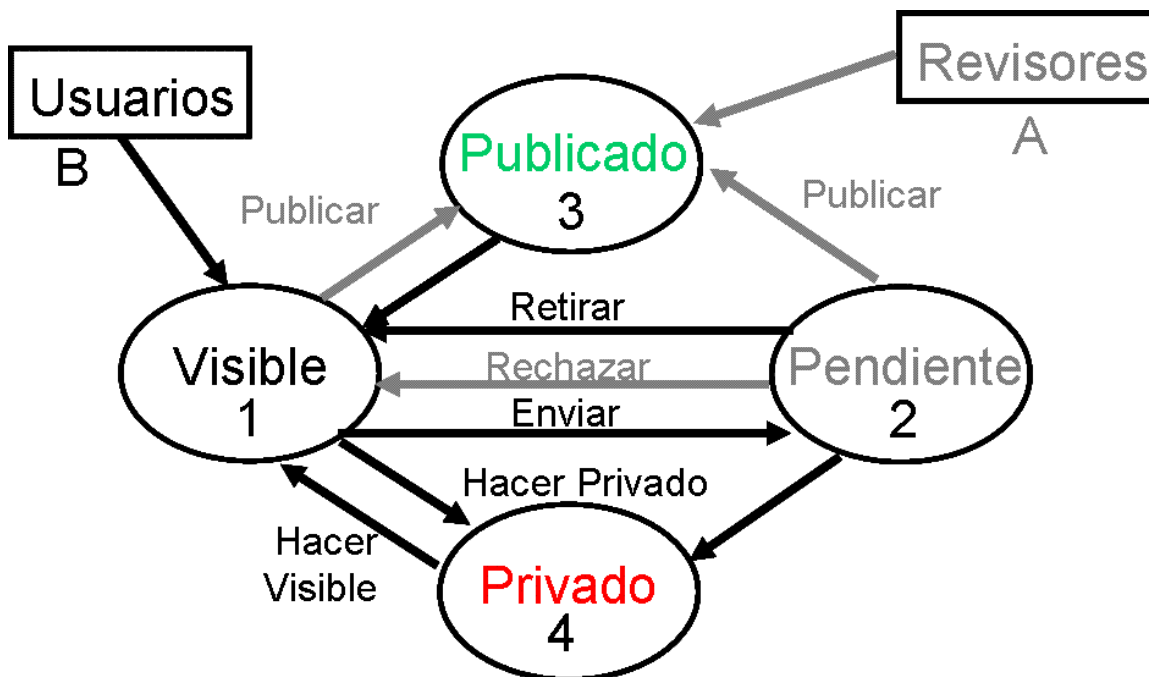 Usuarios
B
Revisores
A
Publicado
3
Publicar
Publicar
Retirar
Visible
1
Rechazar
Pendiente
2
Enviar
Hacer Privado
Hacer
Visible
Privado
4